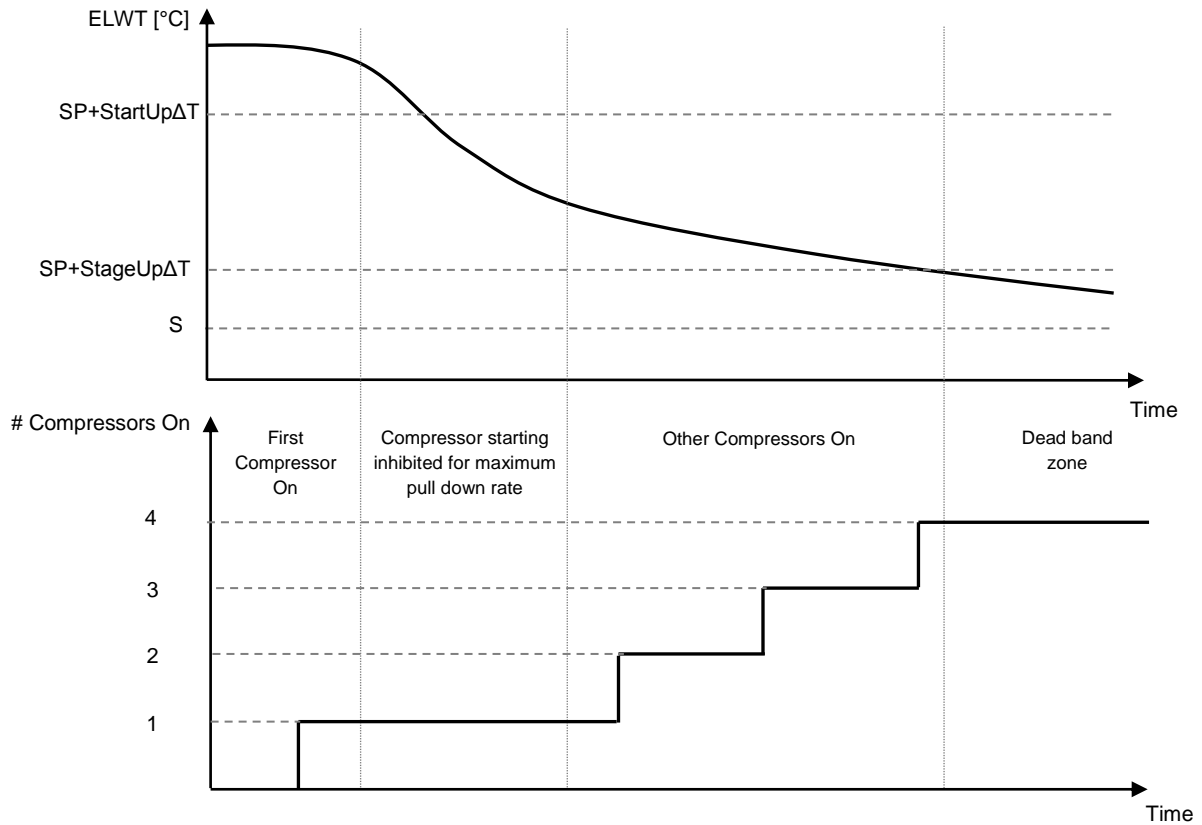 ELWT [°C]
SP+StartUpΔT
SP+StageUpΔT
S
Time
# Compressors On
First
Compressor
On
Compressor starting
inhibited for maximum
pull down rate
Other Compressors On
Dead band
zone
4
3
2
1
Time